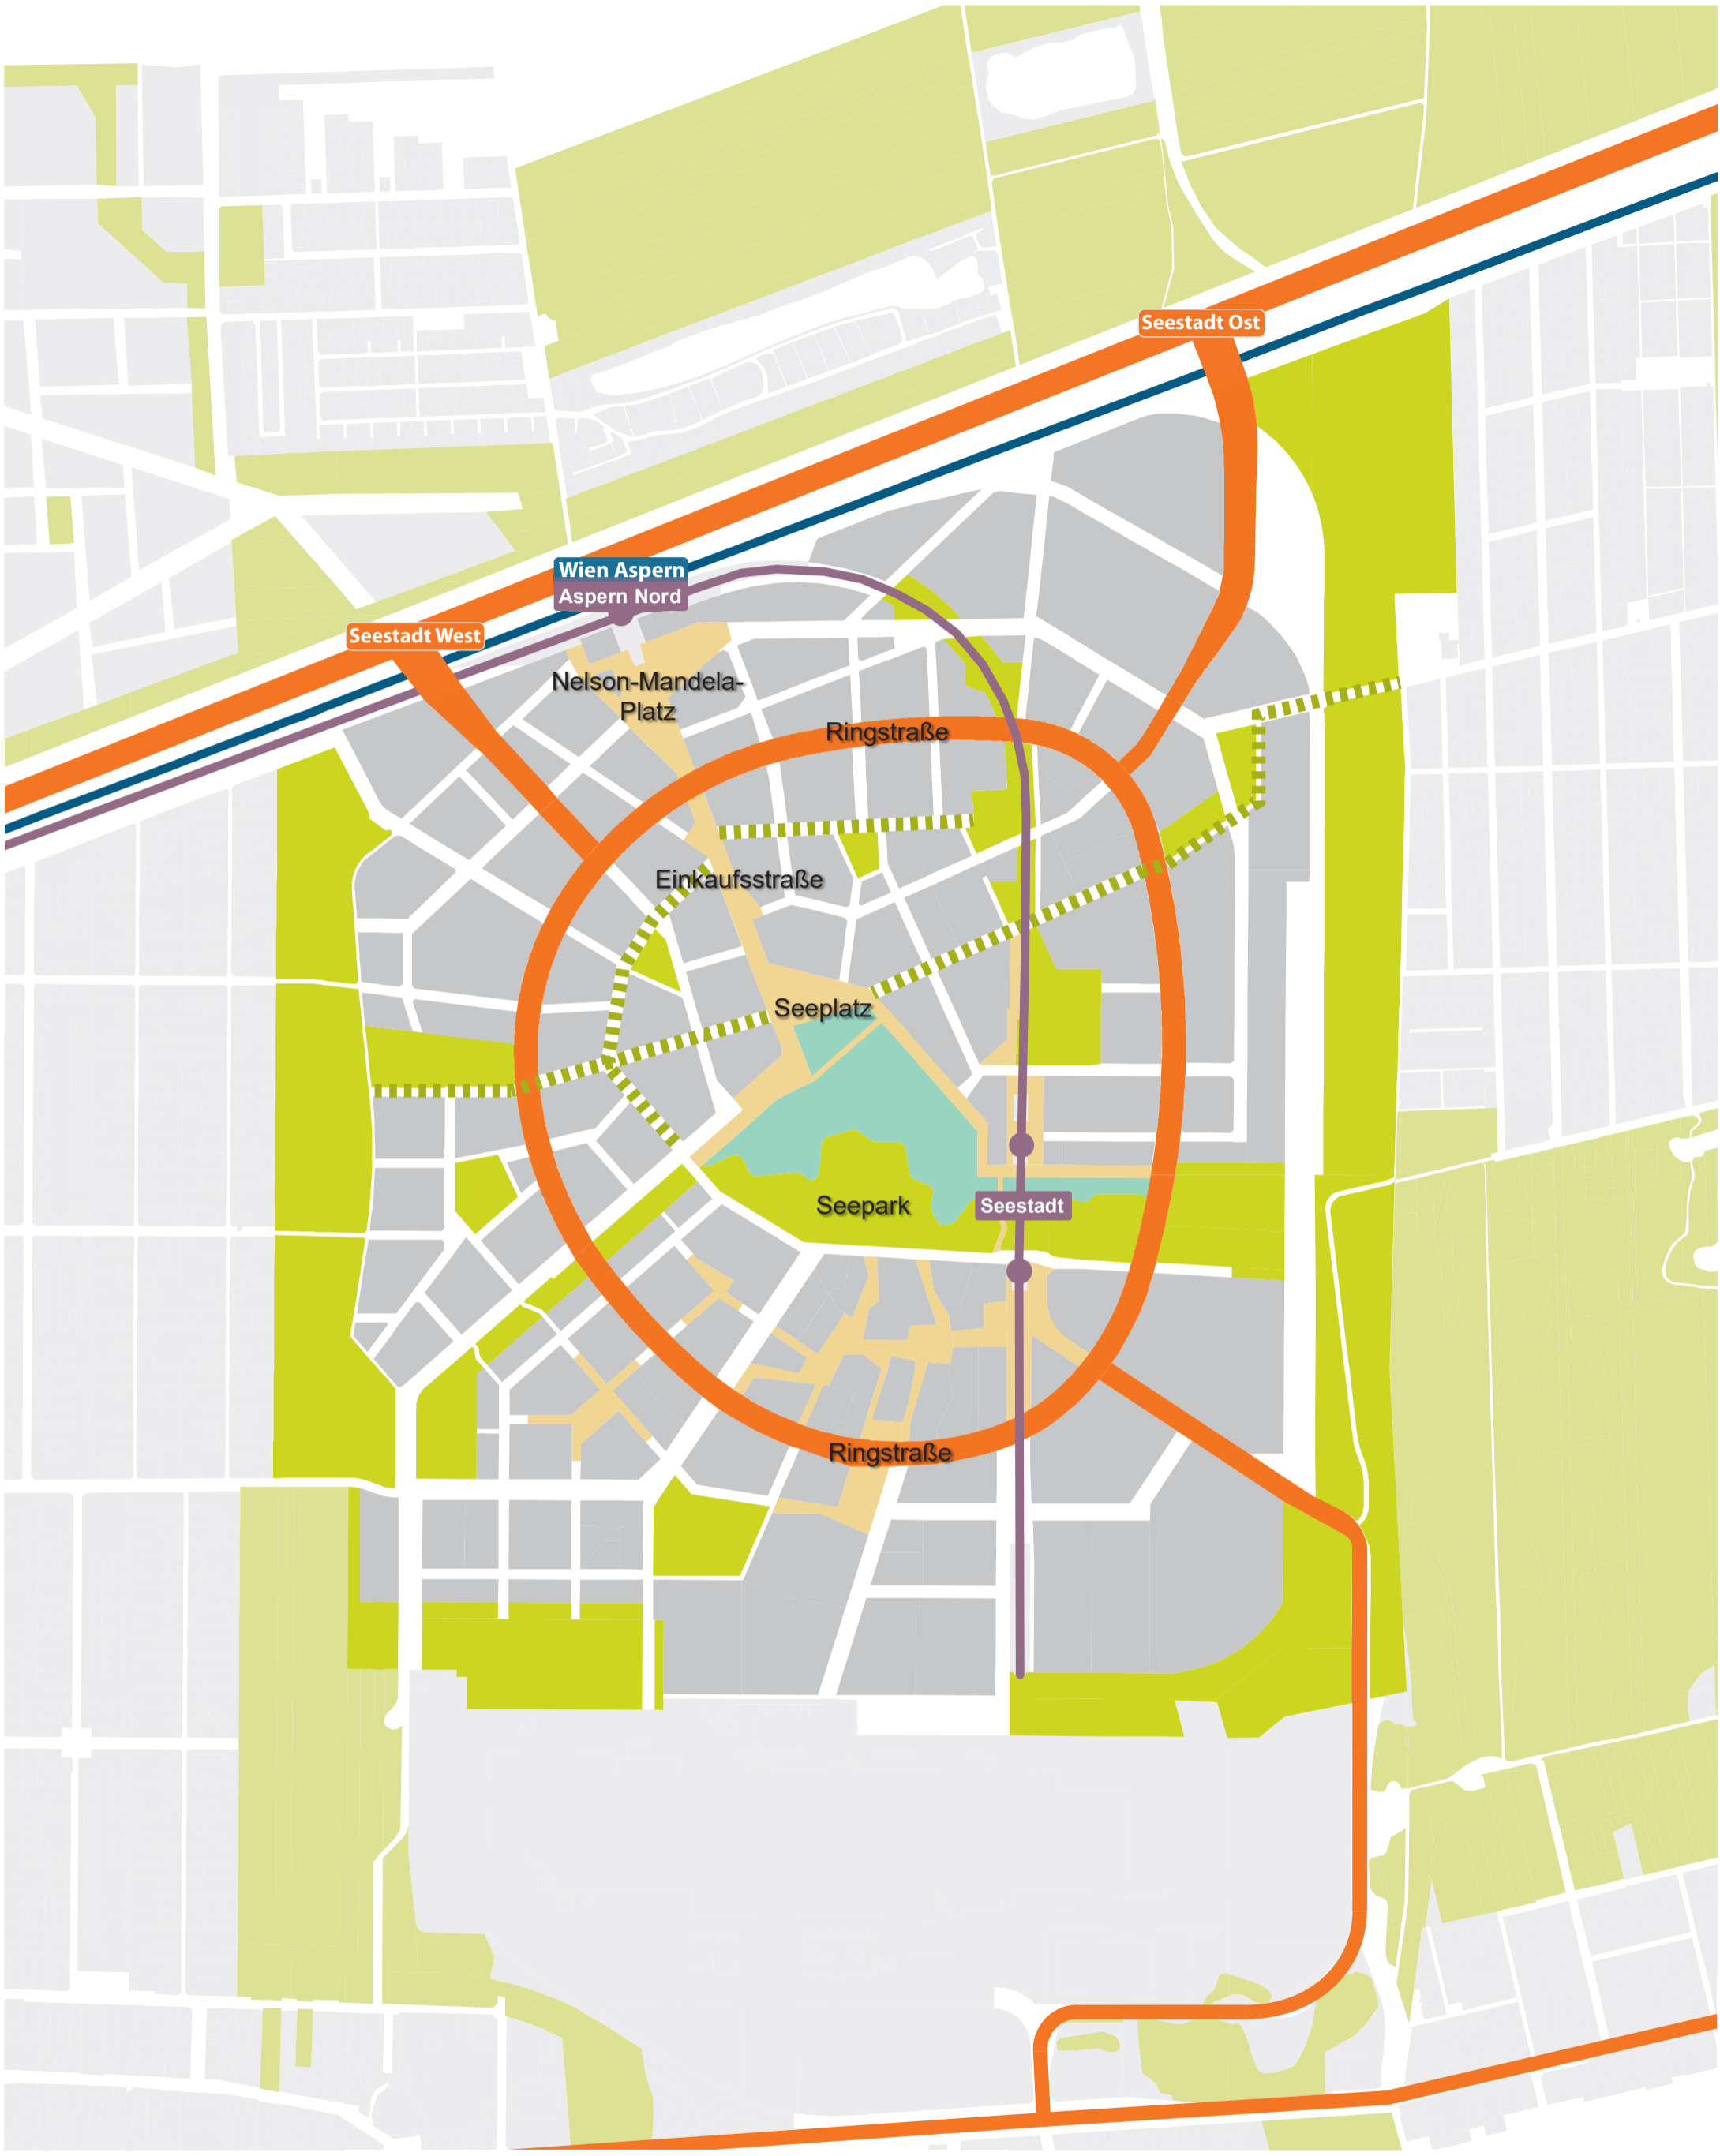 Seestadt Ost
Wien Aspern
Aspern Nord
Seestadt West
Nelson-Mandela-
Platz
Ringstraße
Einkaufsstraße
Seeplatz
Seepark
Seestadt
Ringstraße